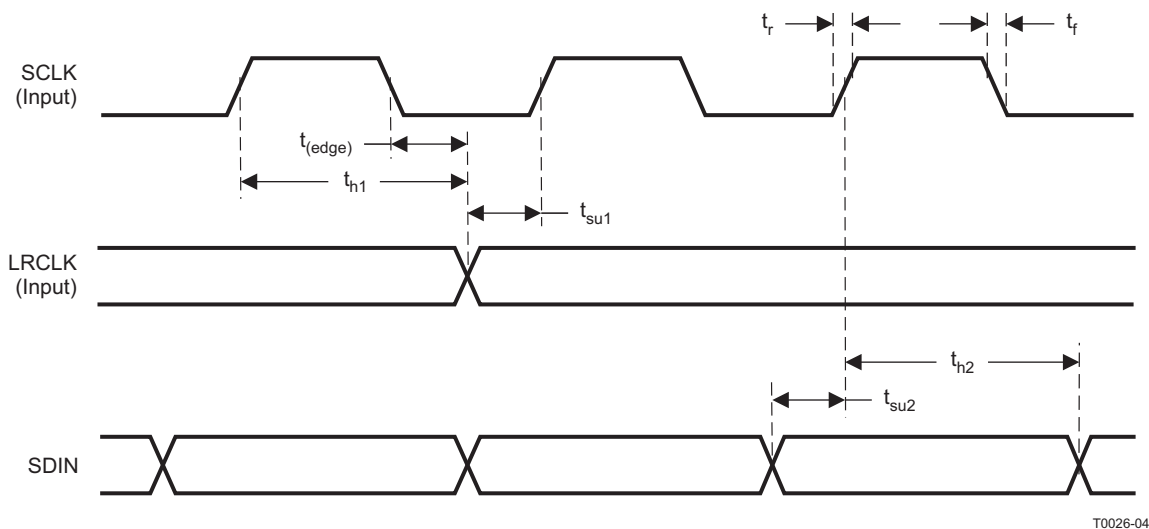 t_r
t_f
SCLK
(Input)
t_(edge)
t_h1
t_su1
LRCLK
(Input)
t_h2
t_su2
SDIN
T0026-04